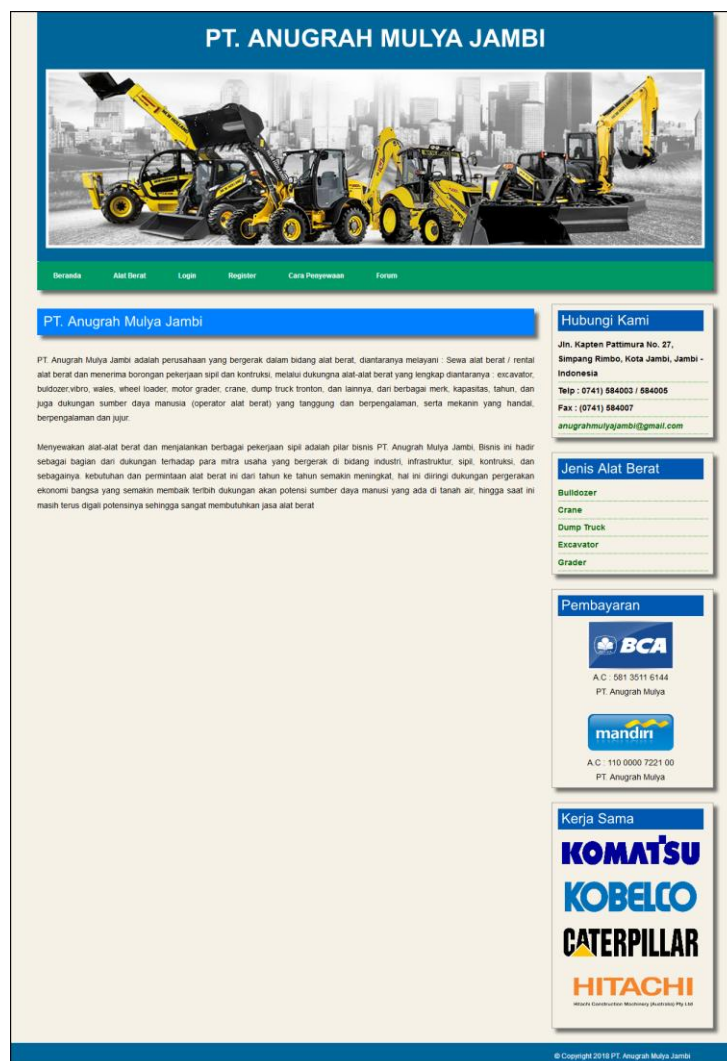 PT. ANUGRAH MULYA JAMBI
Beranda Alat Berat Login Register Cara Penyewaan Forum
PT. Anugrah Mulya Jambi
PT. Anugrah Mulya Jambi adalah perusahaan yang bergerak dalam bidang alat berat, diantaranya melayani : Sewa alat berat / rental
alat berat dan menerima borongan pekerjaan sipil dan kontruksi, melalui dukungna alat-alat berat yang lengkap diantaranya : excavator,
buldozer,vibro, wales, wheel loader, motor grader, crane, dump truck tronton, dan lainnya, dari berbagai merk, kapasitas, tahun, dan
juga dukungan sumber daya manusia (operator alat berat) yang tanggung dan berpengalaman, serta mekanin yang handal,
berpengalaman dan jujur.
Menyewakan alat-alat berat dan menjalankan berbagai pekerjaan sipil adalah pilar bisnis PT. Anugrah Mulya Jambi, Bisnis ini hadir
sebagai bagian dari dukungan terhadap para mitra usaha yang bergerak di bidang industri, infrastruktur, sipil, kontruksi, dan
sebagainya. kebutuhan dan permintaan alat berat ini dari tahun ke tahun semakin meningkat, hal ini diiringi dukungan pergerakan
ekonomi bangsa yang semakin membaik terlbih dukungan akan potensi sumber daya manusi yang ada di tanah air, hingga saat ini
masih terus digali potensinya sehingga sangat membutuhkan jasa alat berat
Hubungi Kami
Jln. Kapten Pattimura No. 27,
Simpang Rimbo, Kota Jambi, Jambi -
Indonesia
Telp : 0741) 584003 / 584005
Fax : (0741) 584007
anugrahmulyajambi@gmail.com
Jenis Alat Berat
Bulldozer
Crane
Dump Truck
Excavator
Grader
Pembayaran
BCA
A.C : 581 3511 6144
PT. Anugrah Mulya
mandiri
A.C : 110 0000 7221 00
PT. Anugrah Mulya
Kerja Sama
KOMATSU
KOBELCO
CATERPILLAR
HITACHI
Hitachi Construction Machinery (Australia) Pty Ltd
© Copyright 2018 PT. Anugrah Mulya Jambi